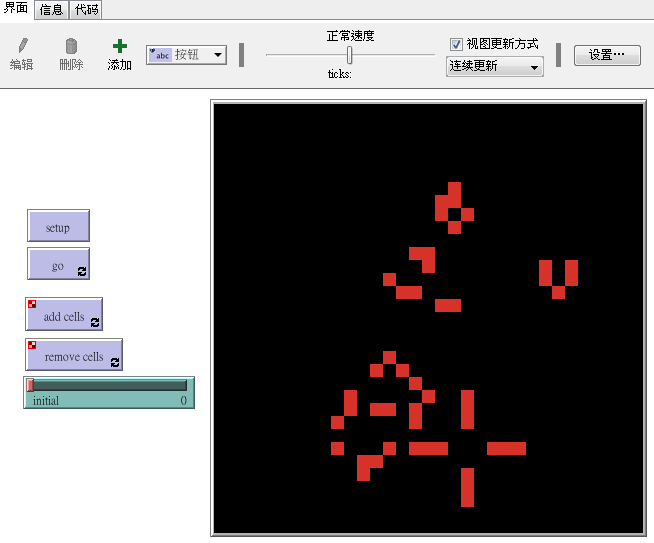 界面 信息 代码
正常速度
编辑 删除 添加 abc 按钮 视图更新方式 设置…
ticks: 连续更新
setup
go
add cells
remove cells
initial 0